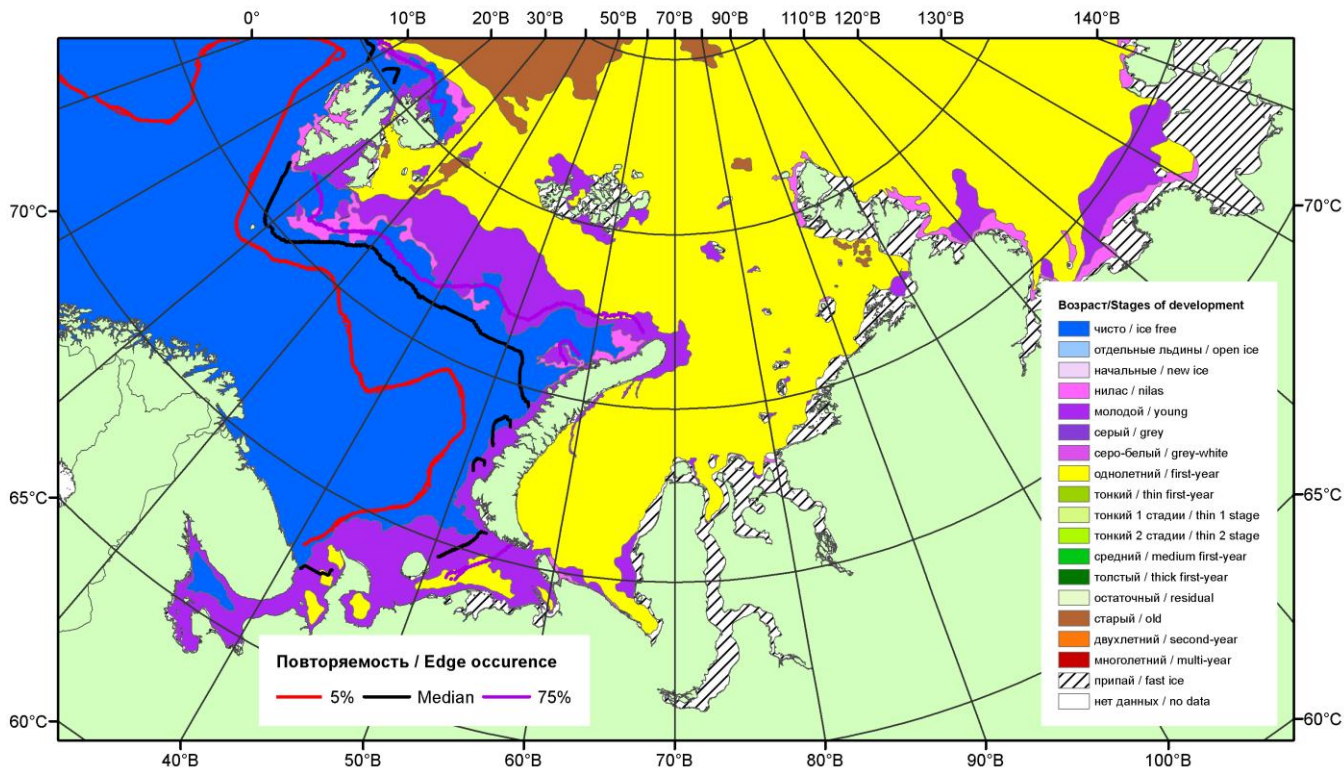 0° 10°B 20°B 30°B 40°B 50°B 70°B 90°B 110°B 120°B 130°B 140°B
70°C
70°C
Возраст/Stages of development
чисто / ice free
отдельные льдины / open ice
начальные / new ice
нилас / nilas
молодой / young
серый / grey
серо-белый / grey-white
однолетний / first-year
тонкий / thin first-year
тонкий 1 стадии / thin 1 stage
тонкий 2 стадии / thin 2 stage
средний / medium first-year
толстый / thick first-year
остаточный / residual
старый / old
двухлетний / second-year
многолетний / multi-year
припай / fast ice
нет данных / no data
65°C
65°C
Повторяемость / Edge occurence
5% Median 75%
60°C
60°C
40°B 50°B 60°B 70°B 80°B 90°B 100°B